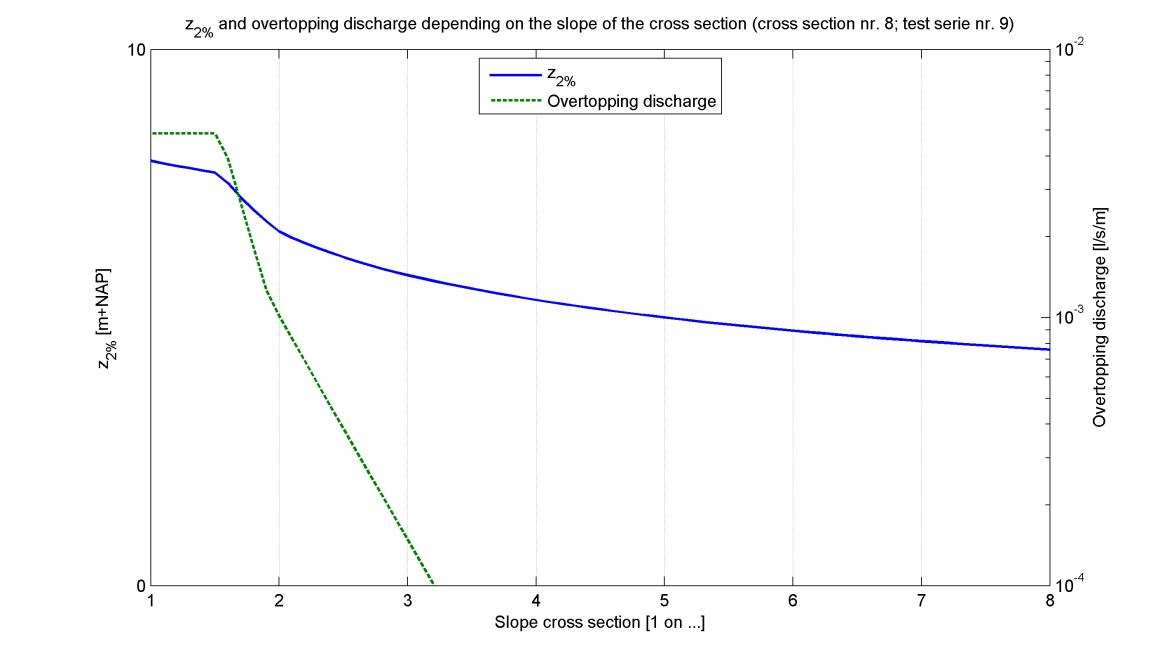 z2% and overtopping discharge depending on the slope of the cross section (cross section nr. 8; test serie nr. 9)
10
10-2
z2%
Overtopping discharge
z2% [m+NAP]
Overtopping discharge [l/s/m]
10-3
0
10-4
1 2 3 4 5 6 7 8
Slope cross section [1 on ...]